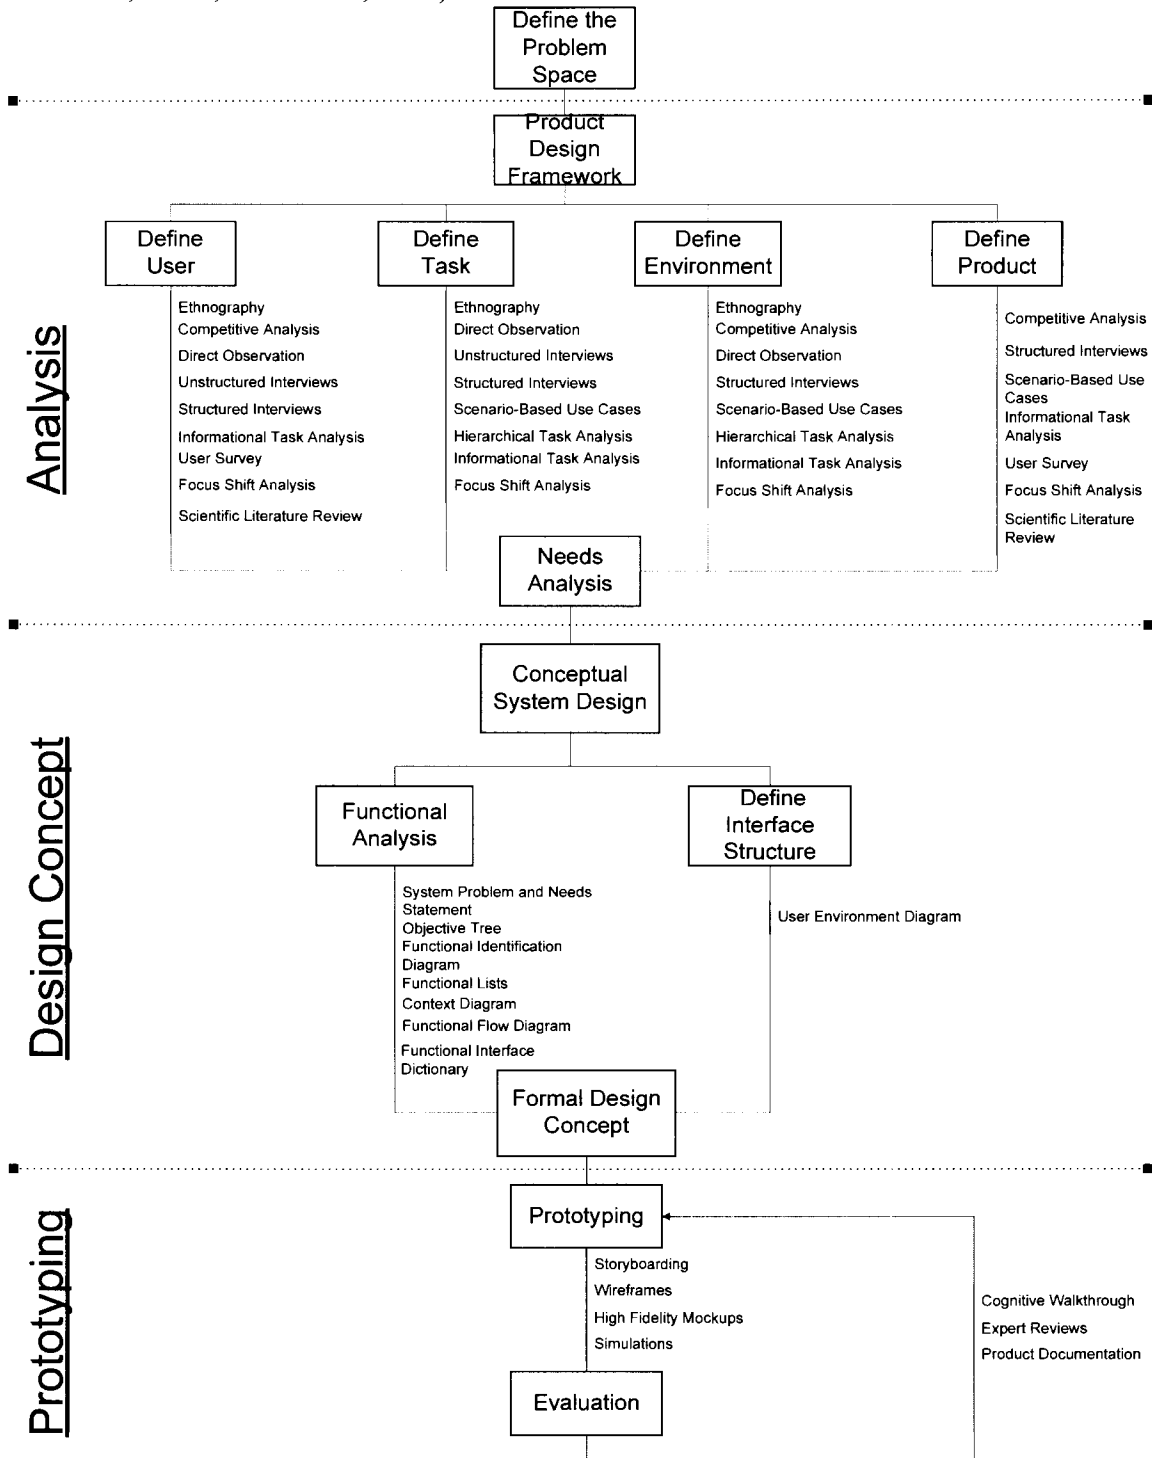 Define the
Problem
Space
Product
Design
Framework
Analysis
Define
User
Ethnography
Competitive Analysis
Direct Observation
Unstructured Interviews
Structured Interviews
Informational Task Analysis
User Survey
Focus Shift Analysis
Scientific Literature Review
Define
Task
Ethnography
Direct Observation
Unstructured Interviews
Structured Interviews
Scenario-Based Use Cases
Hierarchical Task Analysis
Informational Task Analysis
Focus Shift Analysis
Define
Environment
Ethnography
Competitive Analysis
Direct Observation
Structured Interviews
Scenario-Based Use Cases
Hierarchical Task Analysis
Informational Task Analysis
Focus Shift Analysis
Define
Product
Competitive Analysis
Structured Interviews
Scenario-Based Use
Cases
Informational Task
Analysis
User Survey
Focus Shift Analysis
Scientific Literature
Review
Needs
Analysis
Design Concept
Conceptual
System Design
Functional
Analysis
System Problem and Needs
Statement
Objective Tree
Functional Identification
Diagram
Functional Lists
Context Diagram
Functional Flow Diagram
Functional Interface
Dictionary
Define
Interface
Structure
User Environment Diagram
Formal Design
Concept
Prototyping
Prototyping
Storyboarding
Wireframes
High Fidelity Mockups
Simulations
Evaluation
Cognitive Walkthrough
Expert Reviews
Product Documentation